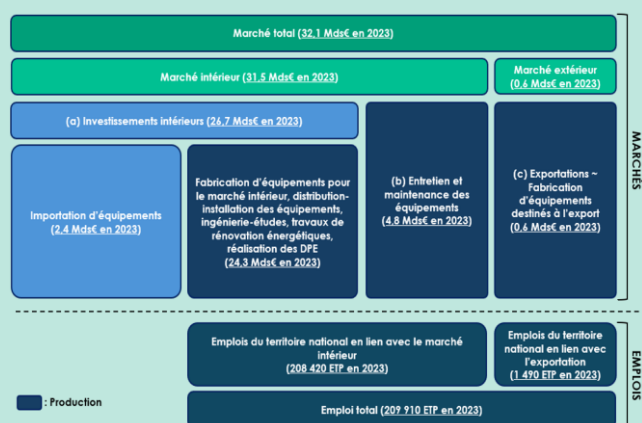 Marché total (32,1 Mds€ en 2023)
Marché intérieur (31,5 Mds€ en 2023)
Marché extérieur
(0,6 Mds€ en 2023)
(a) Investissements intérieurs (26,7 Mds€ en 2023)
Importation d'équipements
(2,4 Mds€ en 2023)
Fabrication d'équipements pour
le marché intérieur, distribution-
installation des équipements,
ingénierie-études, travaux de
rénovation énergétiques,
réalisation des DPE
(24,3 Mds€ en 2023)
(b) Entretien et
maintenance des
équipements
(4,8 Mds€ en 2023)
(c) Exportations ~
Fabrication
d'équipements
destinés à l'export
(0,6 Mds€ en 2023)
MARCHÉS
Emplois du territoire national en lien avec le marché
intérieur
(208 420 ETP en 2023)
Emplois du territoire
national en lien avec
l'exportation
(1 490 ETP en 2023)
Emploi total (209 910 ETP en 2023)
EMPLOIS
: Production